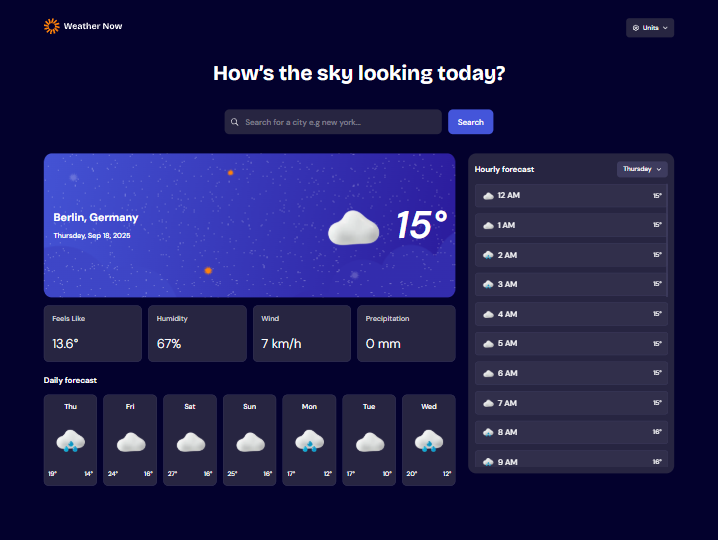 Weather Now
Units
How's the sky looking today?
Search for a city e.g new york...
Search
Berlin, Germany
Thursday, Sep 18, 2025
15°
Feels Like
13.6°
Humidity
67%
Wind
7 km/h
Precipitation
0 mm
Daily forecast
Thu
19° 14°
Fri
24° 16°
Sat
27° 16°
Sun
25° 16°
Mon
17° 12°
Tue
17° 10°
Wed
20° 12°
Hourly forecast
Thursday
12 AM 15°
1 AM 15°
2 AM 15°
3 AM 15°
4 AM 15°
5 AM 15°
6 AM 15°
7 AM 15°
8 AM 16°
9 AM 16°